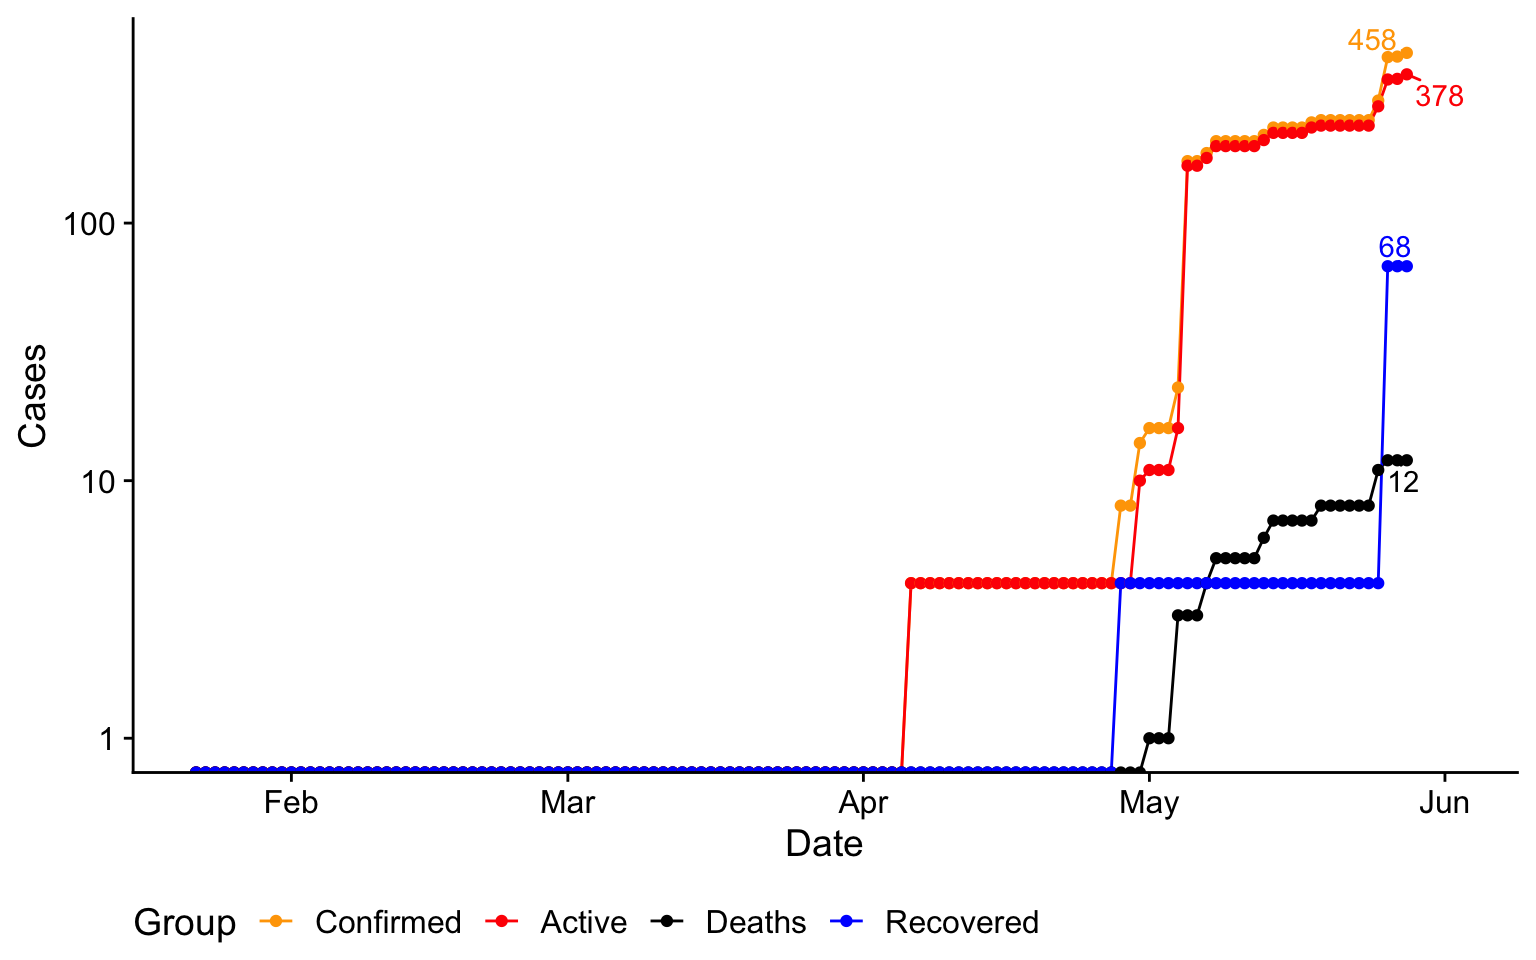 458
378
100
68
Cases
10
12
1
Feb Mar Apr May Jun
Date
Group Confirmed Active Deaths Recovered